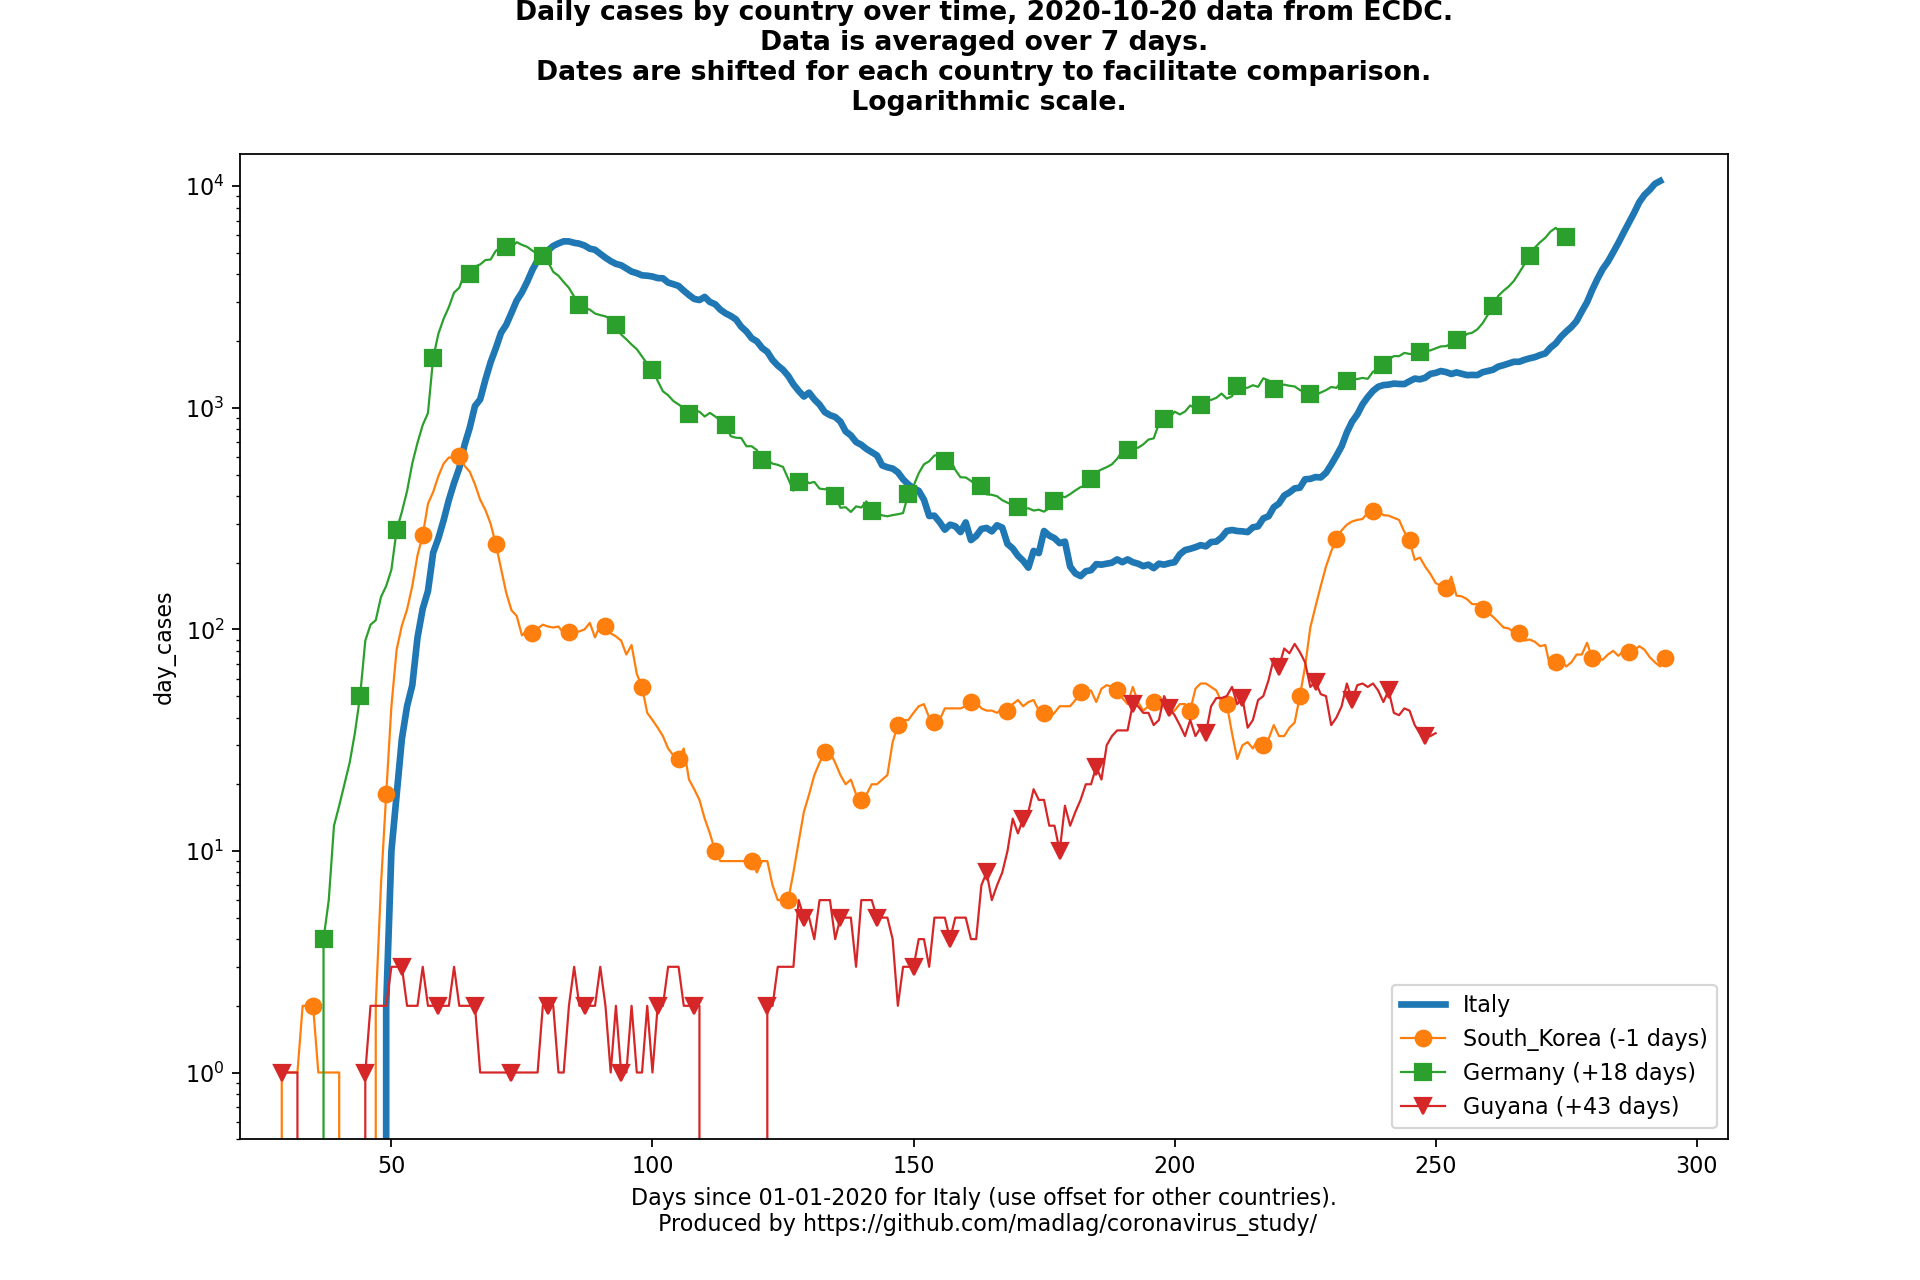 Daily cases by country over time, 2020-10-20 data from ECDC.
Data is averaged over 7 days.
Dates are shifted for each country to facilitate comparison.
Logarithmic scale.
day_cases
10^4
10^3
10^2
10^1
10^0
Italy
South_Korea (-1 days)
Germany (+18 days)
Guyana (+43 days)
50
100
150
200
250
300
Days since 01-01-2020 for Italy (use offset for other countries).
Produced by https://github.com/madlag/coronavirus_study/